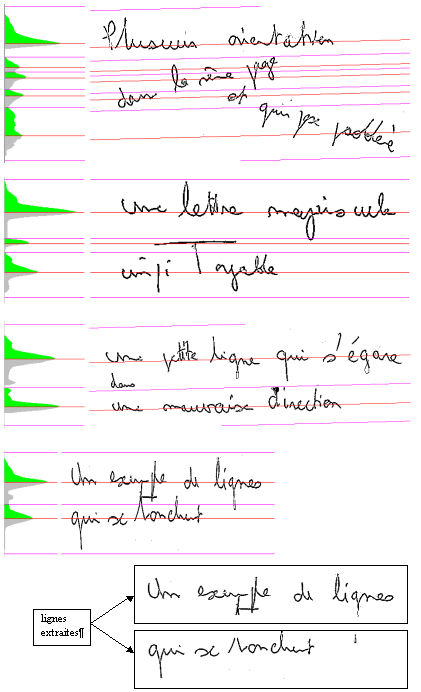 Plusieurs orientation
dans la même page
et
qui pose problème
une lettre majuscule
impitoyable
une petite ligne qui s'égare
dans
une mauvaise direction
Un exemple de lignes
qui se touchent
lignes
extraites¶
Un exemple de lignes
qui se touchent